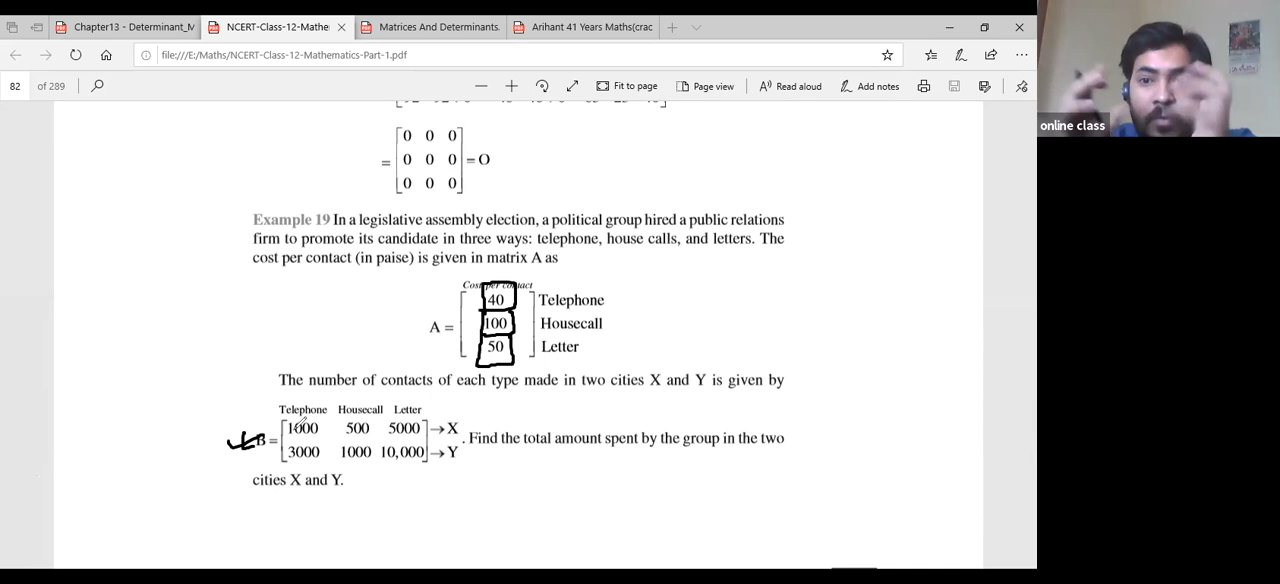 Chapter13 - Determinant_M
NCERT-Class-12-Mathe
Matrices And Determinants.
Arihant 41 Years Maths(crac
file:///E:/Maths/NCERT-Class-12-Mathematics-Part-1.pdf
82 of 289
Fit to page
Page view
Read aloud
Add notes
online class
0 0 0
= 0 0 0 = O
0 0 0
Example 19 In a legislative assembly election, a political group hired a public relations
firm to promote its candidate in three ways: telephone, house calls, and letters. The
cost per contact (in paise) is given in matrix A as
Cost per contact
40 Telephone
A = 100 Housecall
50 Letter
The number of contacts of each type made in two cities X and Y is given by
Telephone Housecall Letter
1000 500 5000 → X
B = . Find the total amount spent by the group in the two
3000 1000 10,000 → Y
cities X and Y.